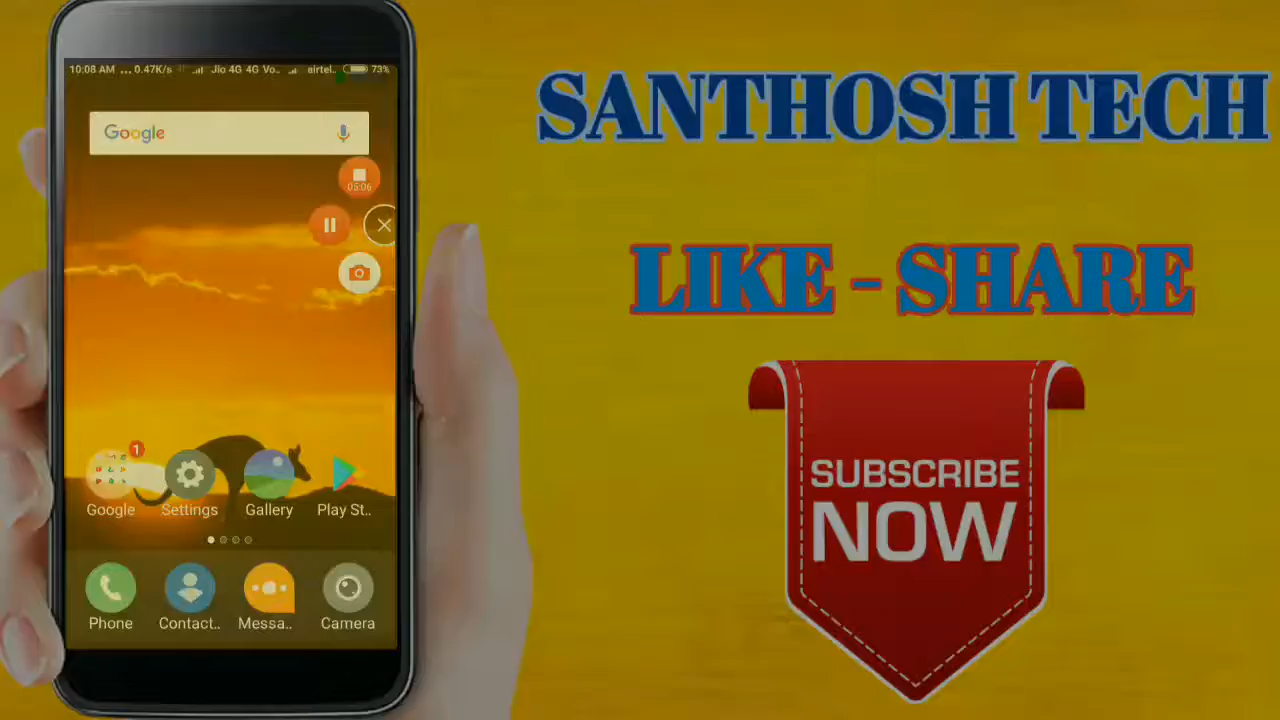 10:08 AM ... 0.47K/s Jio 4G 4G Vo.. airtel.. 73%
Google
05:06
1
Google Settings Gallery Play St..
Phone Contact.. Messa.. Camera
SANTHOSH TECH
LIKE - SHARE
SUBSCRIBE
NOW